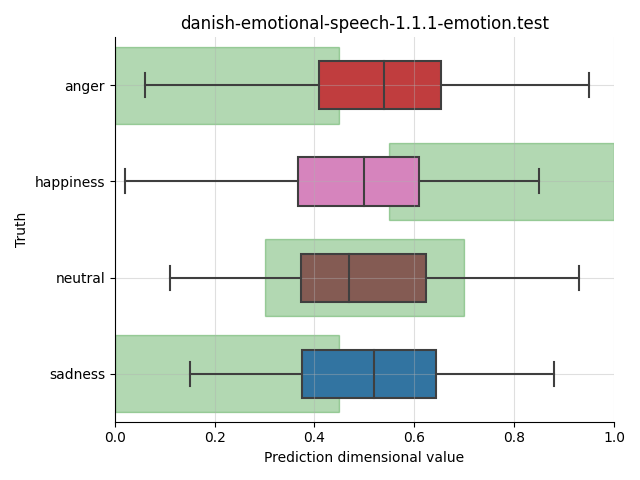 danish-emotional-speech-1.1.1-emotion.test
anger
happiness
neutral
sadness
Truth
0.0 0.2 0.4 0.6 0.8 1.0
Prediction dimensional value